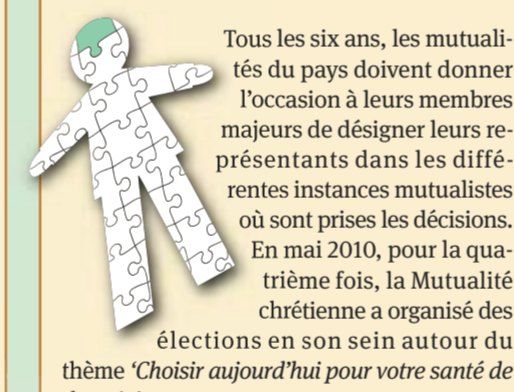 Tous les six ans, les mutuali-
tés du pays doivent donner
l'occasion à leurs membres
majeurs de désigner leurs re-
présentants dans les diffé-
rentes instances mutualistes
où sont prises les décisions.
En mai 2010, pour la qua-
trième fois, la Mutualité
chrétienne a organisé des
élections en son sein autour du
thème ‘Choisir aujourd'hui pour votre santé de